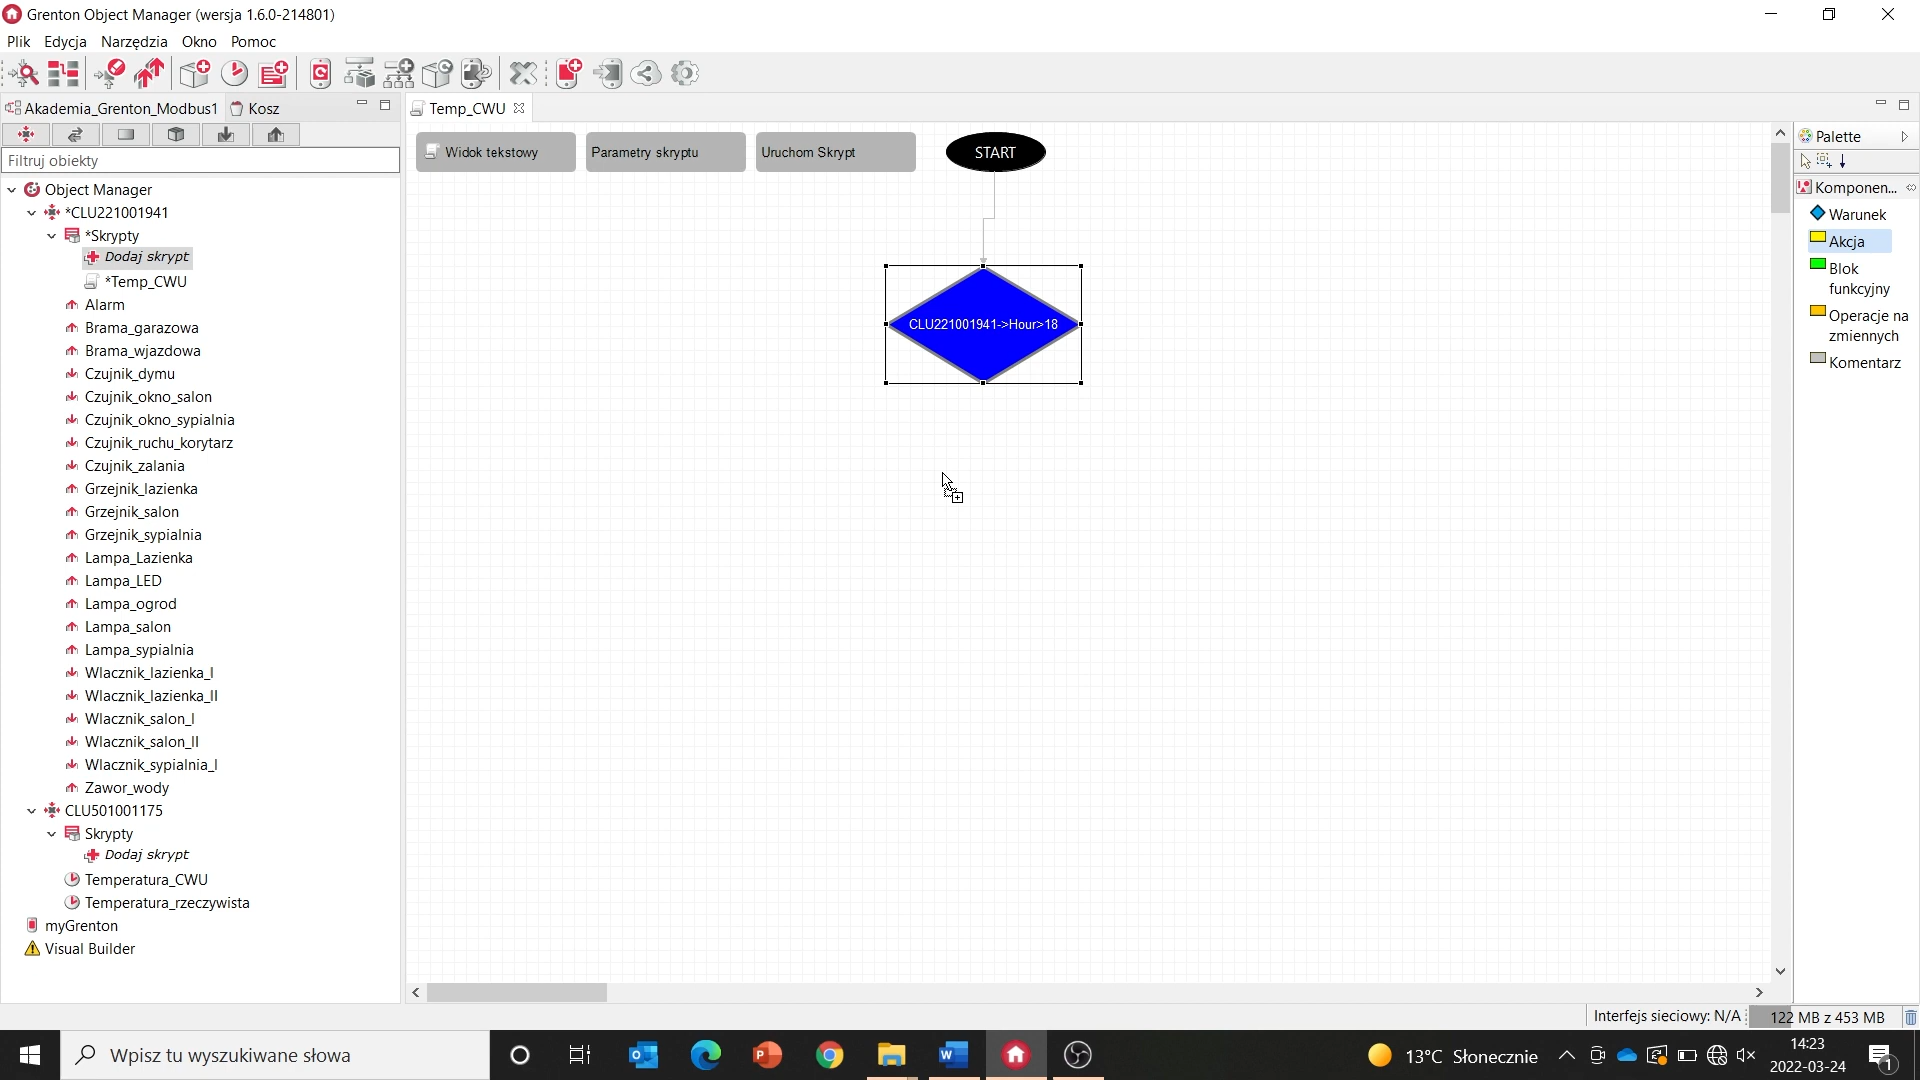 Grenton Object Manager (wersja 1.6.0-214801)
Plik Edycja Narzędzia Okno Pomoc
Akademia_Grenton_Modbus1 Kosz
Temp_CWU
Filtruj obiekty
Object Manager
*CLU221001941
*Skrypty
Dodaj skrypt
*Temp_CWU
Alarm
Brama_garazowa
Brama_wjazdowa
Czujnik_dymu
Czujnik_okno_salon
Czujnik_okno_sypialnia
Czujnik_ruchu_korytarz
Czujnik_zalania
Grzejnik_lazienka
Grzejnik_salon
Grzejnik_sypialnia
Lampa_Lazienka
Lampa_LED
Lampa_ogrod
Lampa_salon
Lampa_sypialnia
Wlacznik_lazienka_I
Wlacznik_lazienka_II
Wlacznik_salon_I
Wlacznik_salon_II
Wlacznik_sypialnia_I
Zawor_wody
CLU501001175
Skrypty
Dodaj skrypt
Temperatura_CWU
Temperatura_rzeczywista
myGrenton
Visual Builder
Widok tekstowy
Parametry skryptu
Uruchom Skrypt
START
CLU221001941->Hour>18
Palette
Komponen...
Warunek
Akcja
Blok
funkcyjny
Operacje na
zmiennych
Komentarz
Interfejs sieciowy: N/A
122 MB z 453 MB
Wpisz tu wyszukiwane słowa
13°C Słonecznie
14:23
2022-03-24
1